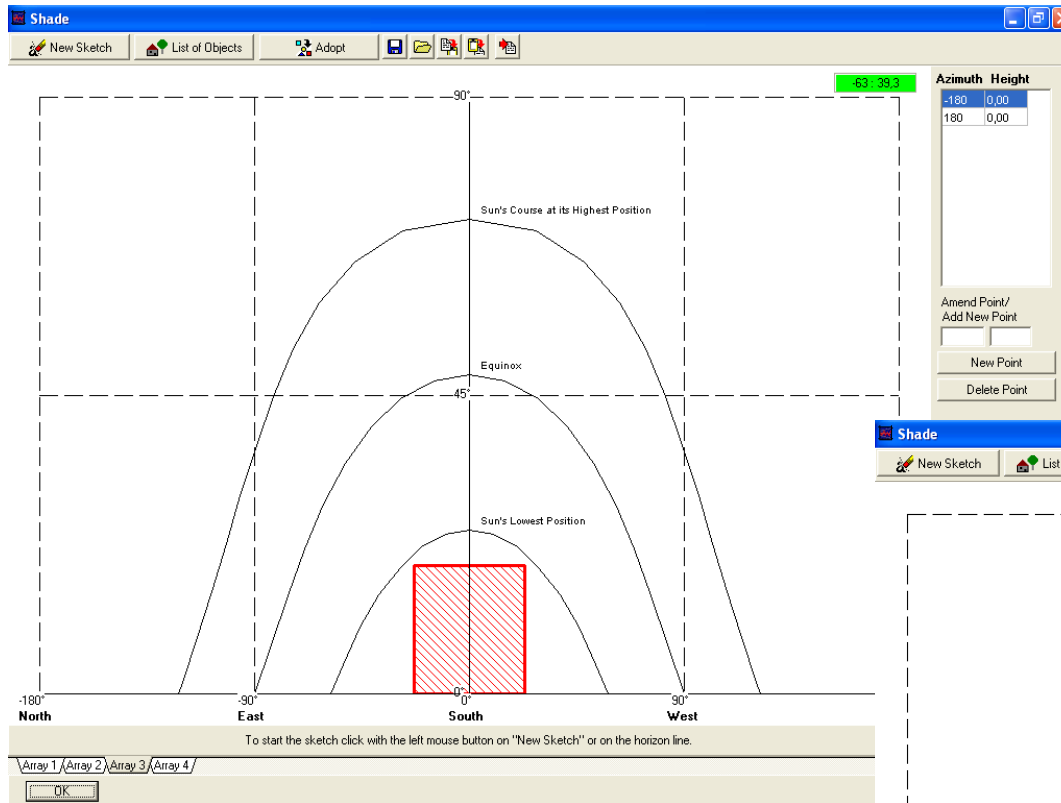 Shade
New Sketch List of Objects Adopt
-63 : 39,3
Azimuth Height
-180 0,00
180 0,00
90°
Sun's Course at its Highest Position
Amend Point/
Add New Point
New Point
Delete Point
Equinox
45°
Shade
New Sketch List
Sun's Lowest Position
0°
-180° -90° 0° 90°
North East South West
To start the sketch click with the left mouse button on "New Sketch" or on the horizon line.
Array 1 Array 2 Array 3 Array 4
OK